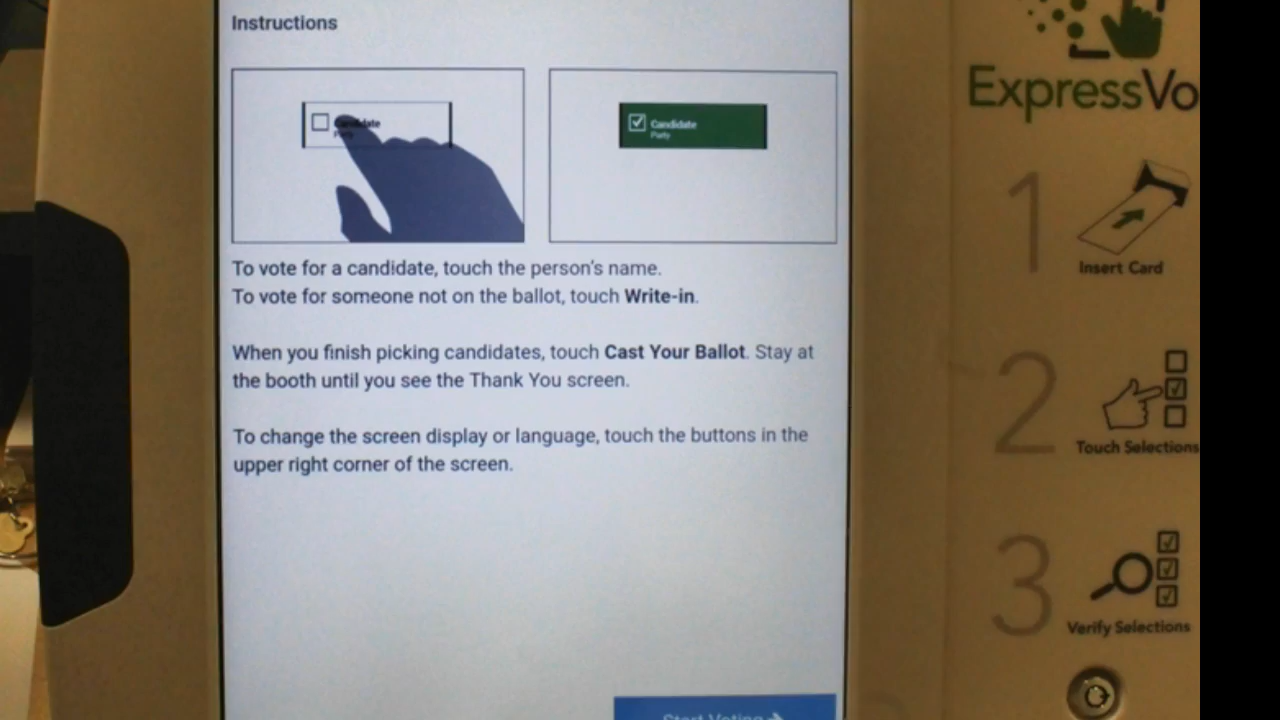 Instructions
Candidate
Party
To vote for a candidate, touch the person's name.
To vote for someone not on the ballot, touch Write-in.
When you finish picking candidates, touch Cast Your Ballot. Stay at
the booth until you see the Thank You screen.
To change the screen display or language, touch the buttons in the
upper right corner of the screen.
Start Voting
ExpressVo
1
Insert Card
2
Touch Selections
3
Verify Selections